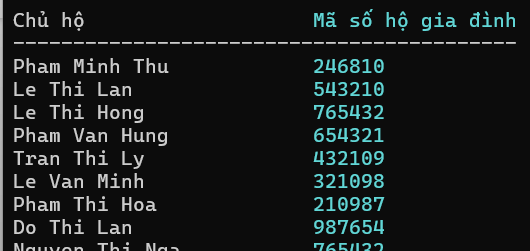 Chủ hộ Mã số hộ gia đình
------------------------------------------
Pham Minh Thu 246810
Le Thi Lan 543210
Le Thi Hong 765432
Pham Van Hung 654321
Tran Thi Ly 432109
Le Van Minh 321098
Pham Thi Hoa 210987
Do Thi Lan 987654
Nguyen Thi Nga 765432